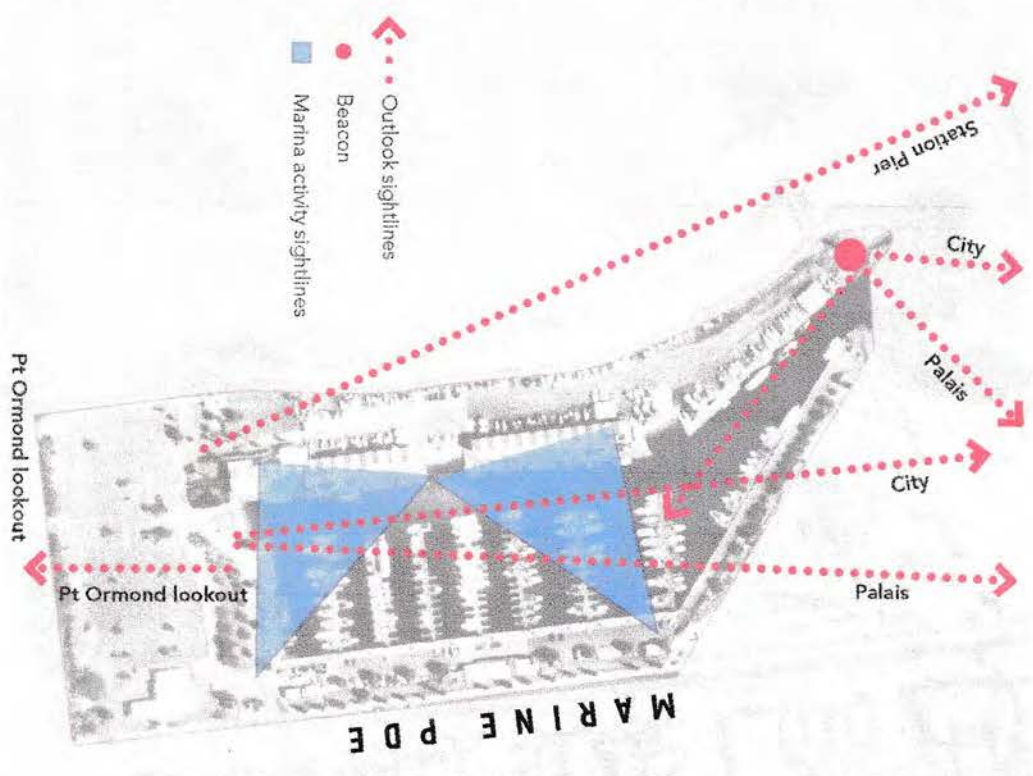 Outlook sightlines
Beacon
Marina activity sightlines
Station Pier
City
Palais
City
Palais
Pt Ormond lookout
Pt Ormond lookout
MARINE PDE